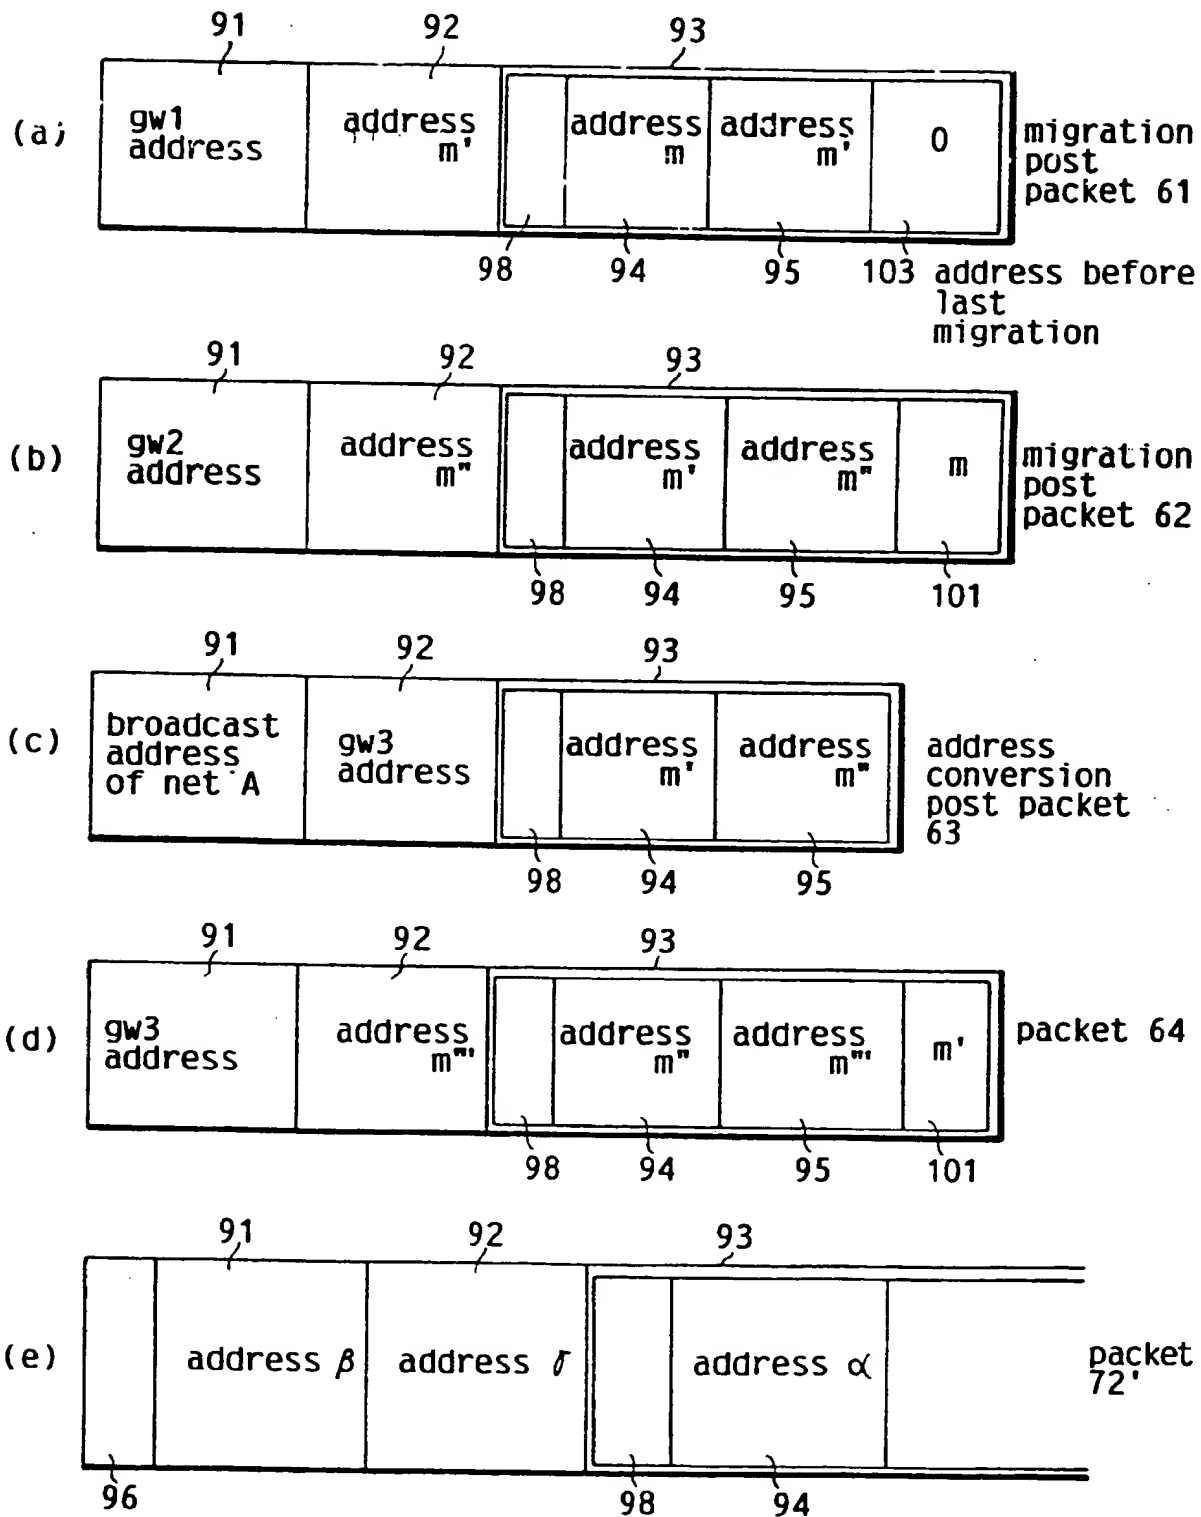 91 92 93
(a)
gw1 address
address m'
address m
address m'
0
migration post packet 61
98 94 95 103 address before last migration
91 92 93
(b)
gw2 address
address m"
address m'
address m"
m
migration post packet 62
98 94 95 101
91 92 93
(c)
broadcast address of net A
gw3 address
address m'
address m"
address conversion post packet 63
98 94 95
91 92 93
(d)
gw3 address
address m"'
address m"
address m"'
m'
packet 64
98 94 95 101
91 92 93
(e)
address β
address γ
address α
packet 72'
96 98 94